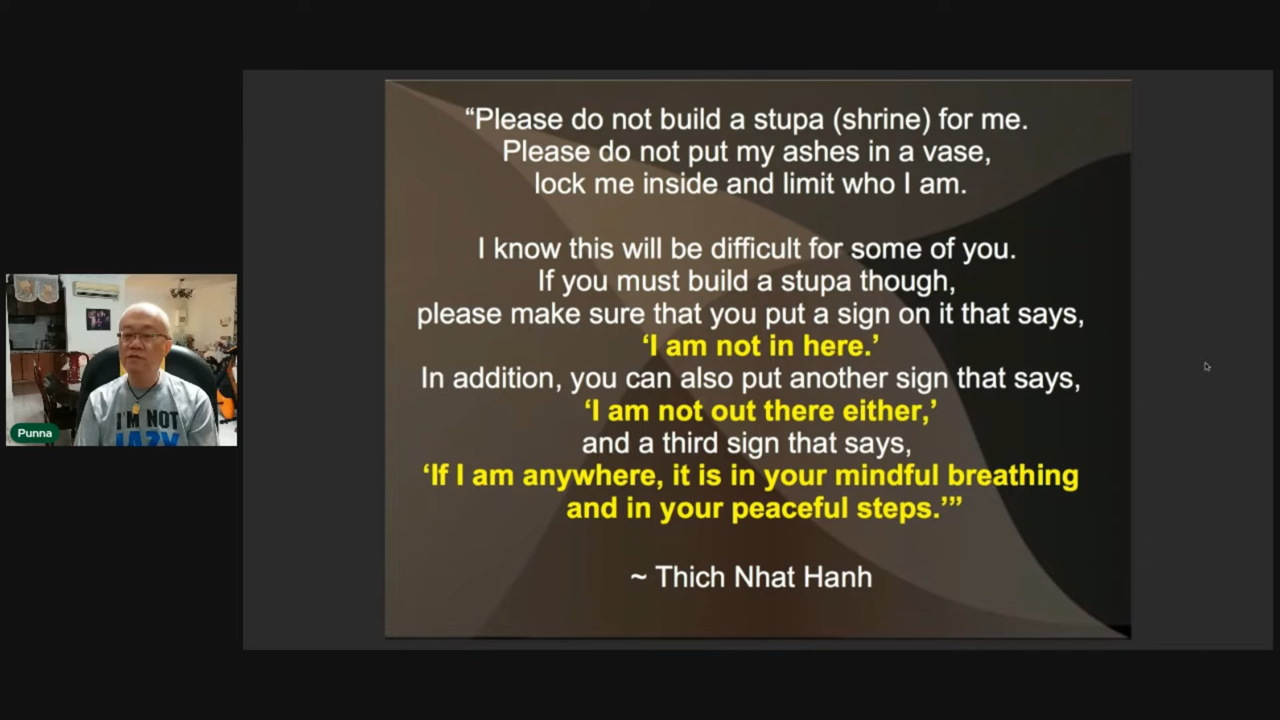 “Please do not build a stupa (shrine) for me.
Please do not put my ashes in a vase,
lock me inside and limit who I am.
I know this will be difficult for some of you.
If you must build a stupa though,
please make sure that you put a sign on it that says,
‘I am not in here.’
In addition, you can also put another sign that says,
‘I am not out there either,’
and a third sign that says,
‘If I am anywhere, it is in your mindful breathing
and in your peaceful steps.’”
~ Thich Nhat Hanh
I'M NOT
LAZY
Punna